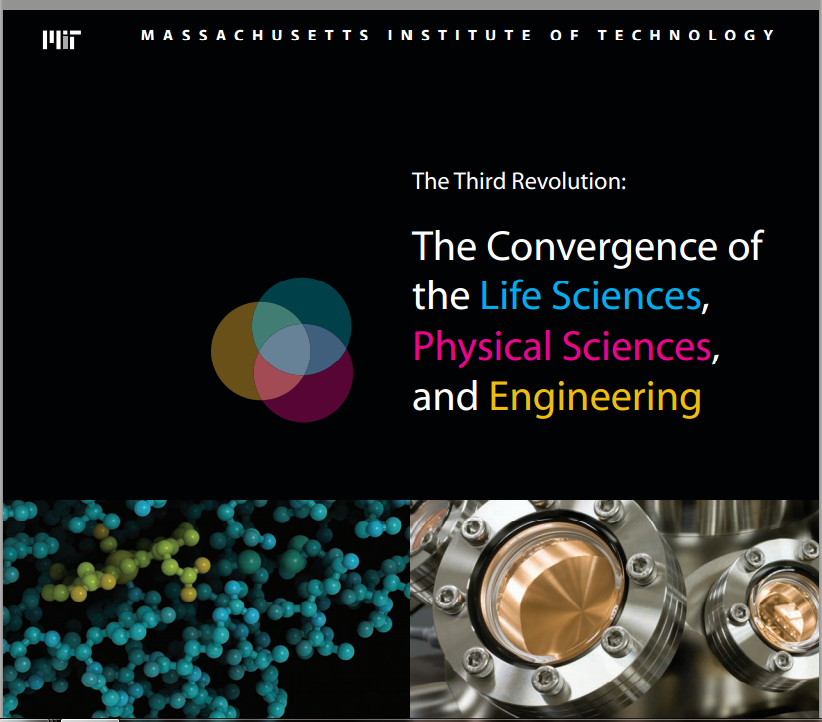 MIT
MASSACHUSETTS INSTITUTE OF TECHNOLOGY
The Third Revolution:
The Convergence of
the Life Sciences,
Physical Sciences,
and Engineering